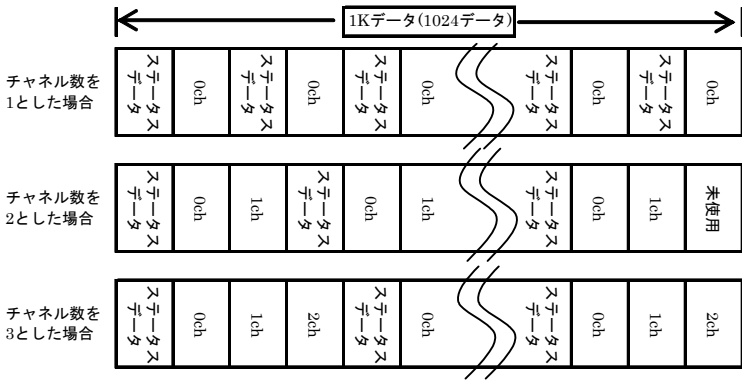 1Kデータ(1024データ)
チャネル数を
1とした場合
ステータス
データ
0ch
ステータス
データ
0ch
ステータス
データ
0ch
ステータス
データ
0ch
ステータス
データ
0ch
チャネル数を
2とした場合
ステータス
データ
0ch
1ch
ステータス
データ
0ch
1ch
ステータス
データ
0ch
1ch
未使用
チャネル数を
3とした場合
ステータス
データ
0ch
1ch
2ch
ステータス
データ
0ch
ステータス
データ
0ch
1ch
2ch